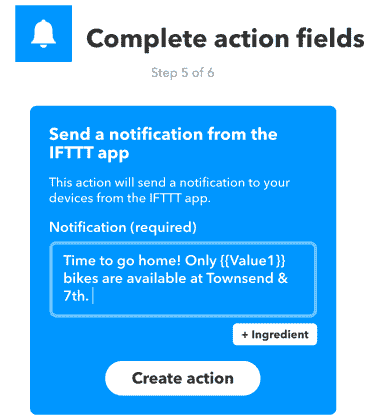 Complete action fields
Step 5 of 6
Send a notification from the
IFTTT app
This action will send a notification to your
devices from the IFTTT app.
Notification (required)
Time to go home! Only {{Value1}}
bikes are available at Townsend &
7th.
+ Ingredient
Create action